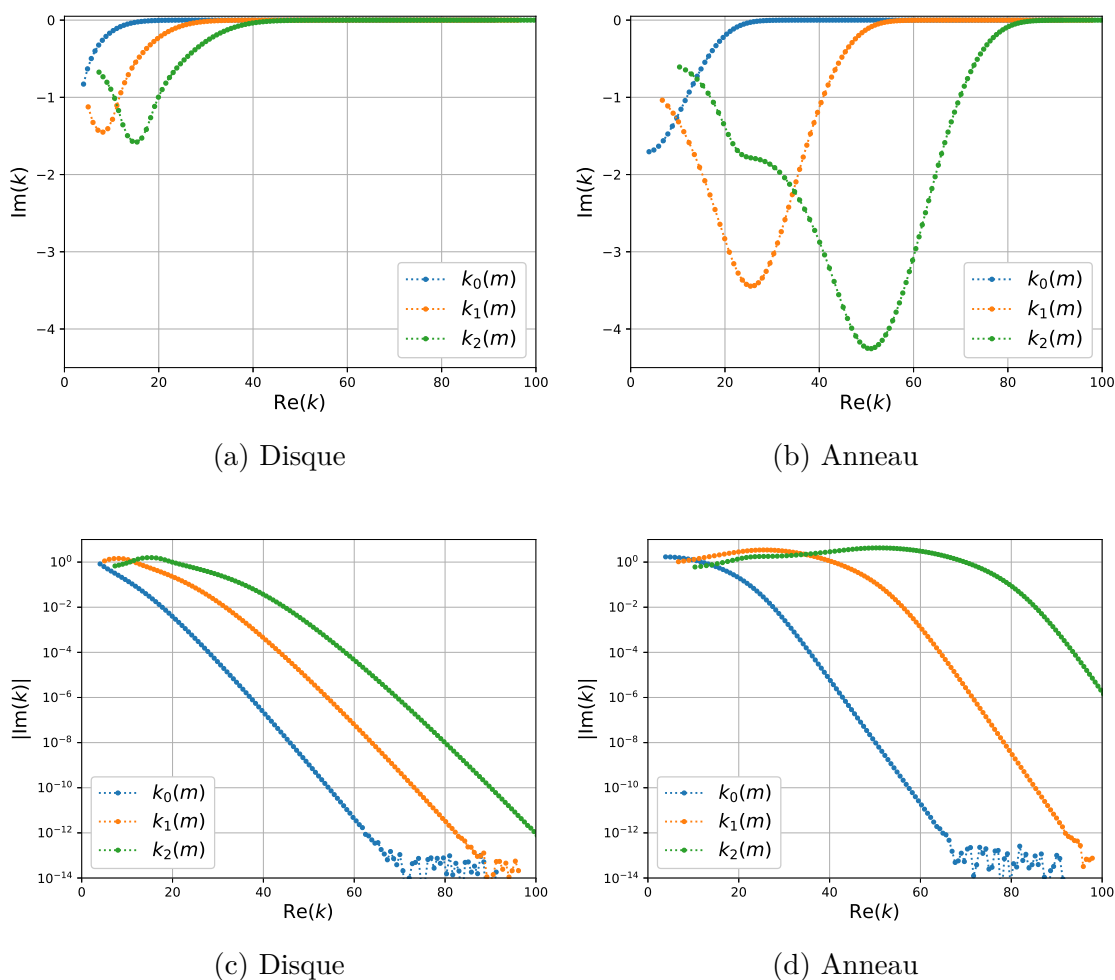 0
−1
−2
−3
−4
Im(k)
0 20 40 60 80 100
Re(k)
k₀(m)
k₁(m)
k₂(m)
(a) Disque
0
−1
−2
−3
−4
Im(k)
0 20 40 60 80 100
Re(k)
k₀(m)
k₁(m)
k₂(m)
(b) Anneau
10⁰
10⁻²
10⁻⁴
10⁻⁶
10⁻⁸
10⁻¹⁰
10⁻¹²
10⁻¹⁴
|Im(k)|
0 20 40 60 80 100
Re(k)
k₀(m)
k₁(m)
k₂(m)
(c) Disque
10⁰
10⁻²
10⁻⁴
10⁻⁶
10⁻⁸
10⁻¹⁰
10⁻¹²
10⁻¹⁴
|Im(k)|
0 20 40 60 80 100
Re(k)
k₀(m)
k₁(m)
k₂(m)
(d) Anneau